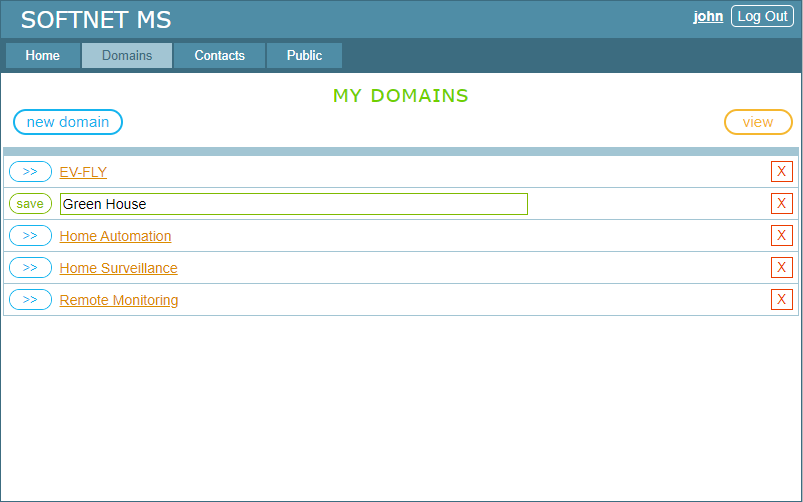 SOFTNET MS john Log Out
Home Domains Contacts Public
MY DOMAINS
new domain view
>> EV-FLY X
save Green House X
>> Home Automation X
>> Home Surveillance X
>> Remote Monitoring X